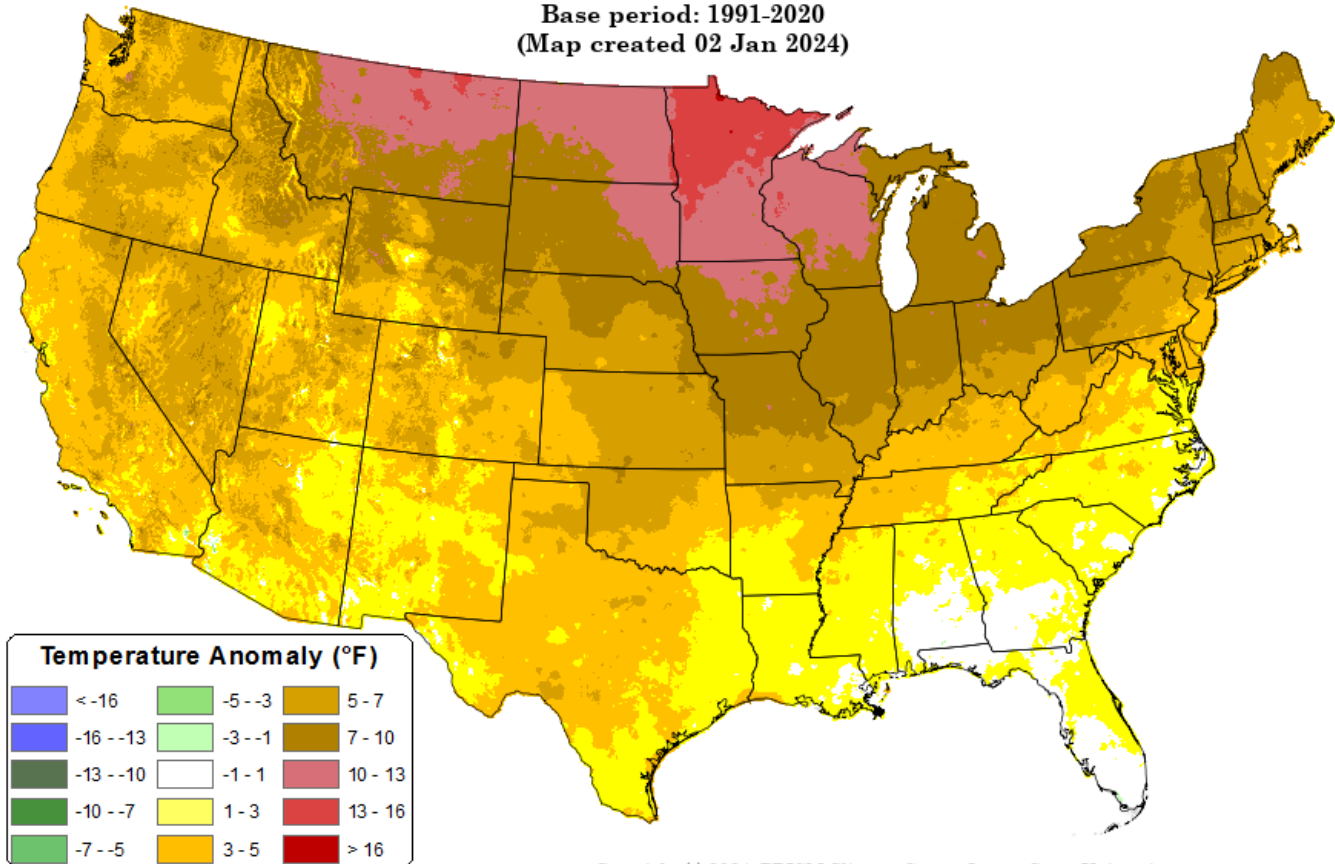 Base period: 1991-2020
(Map created 02 Jan 2024)
Temperature Anomaly (°F)
< -16
-5 - -3
5 - 7
-16 - -13
-3 - -1
7 - 10
-13 - -10
-1 - 1
10 - 13
-10 - -7
1 - 3
13 - 16
-7 - -5
3 - 5
> 16